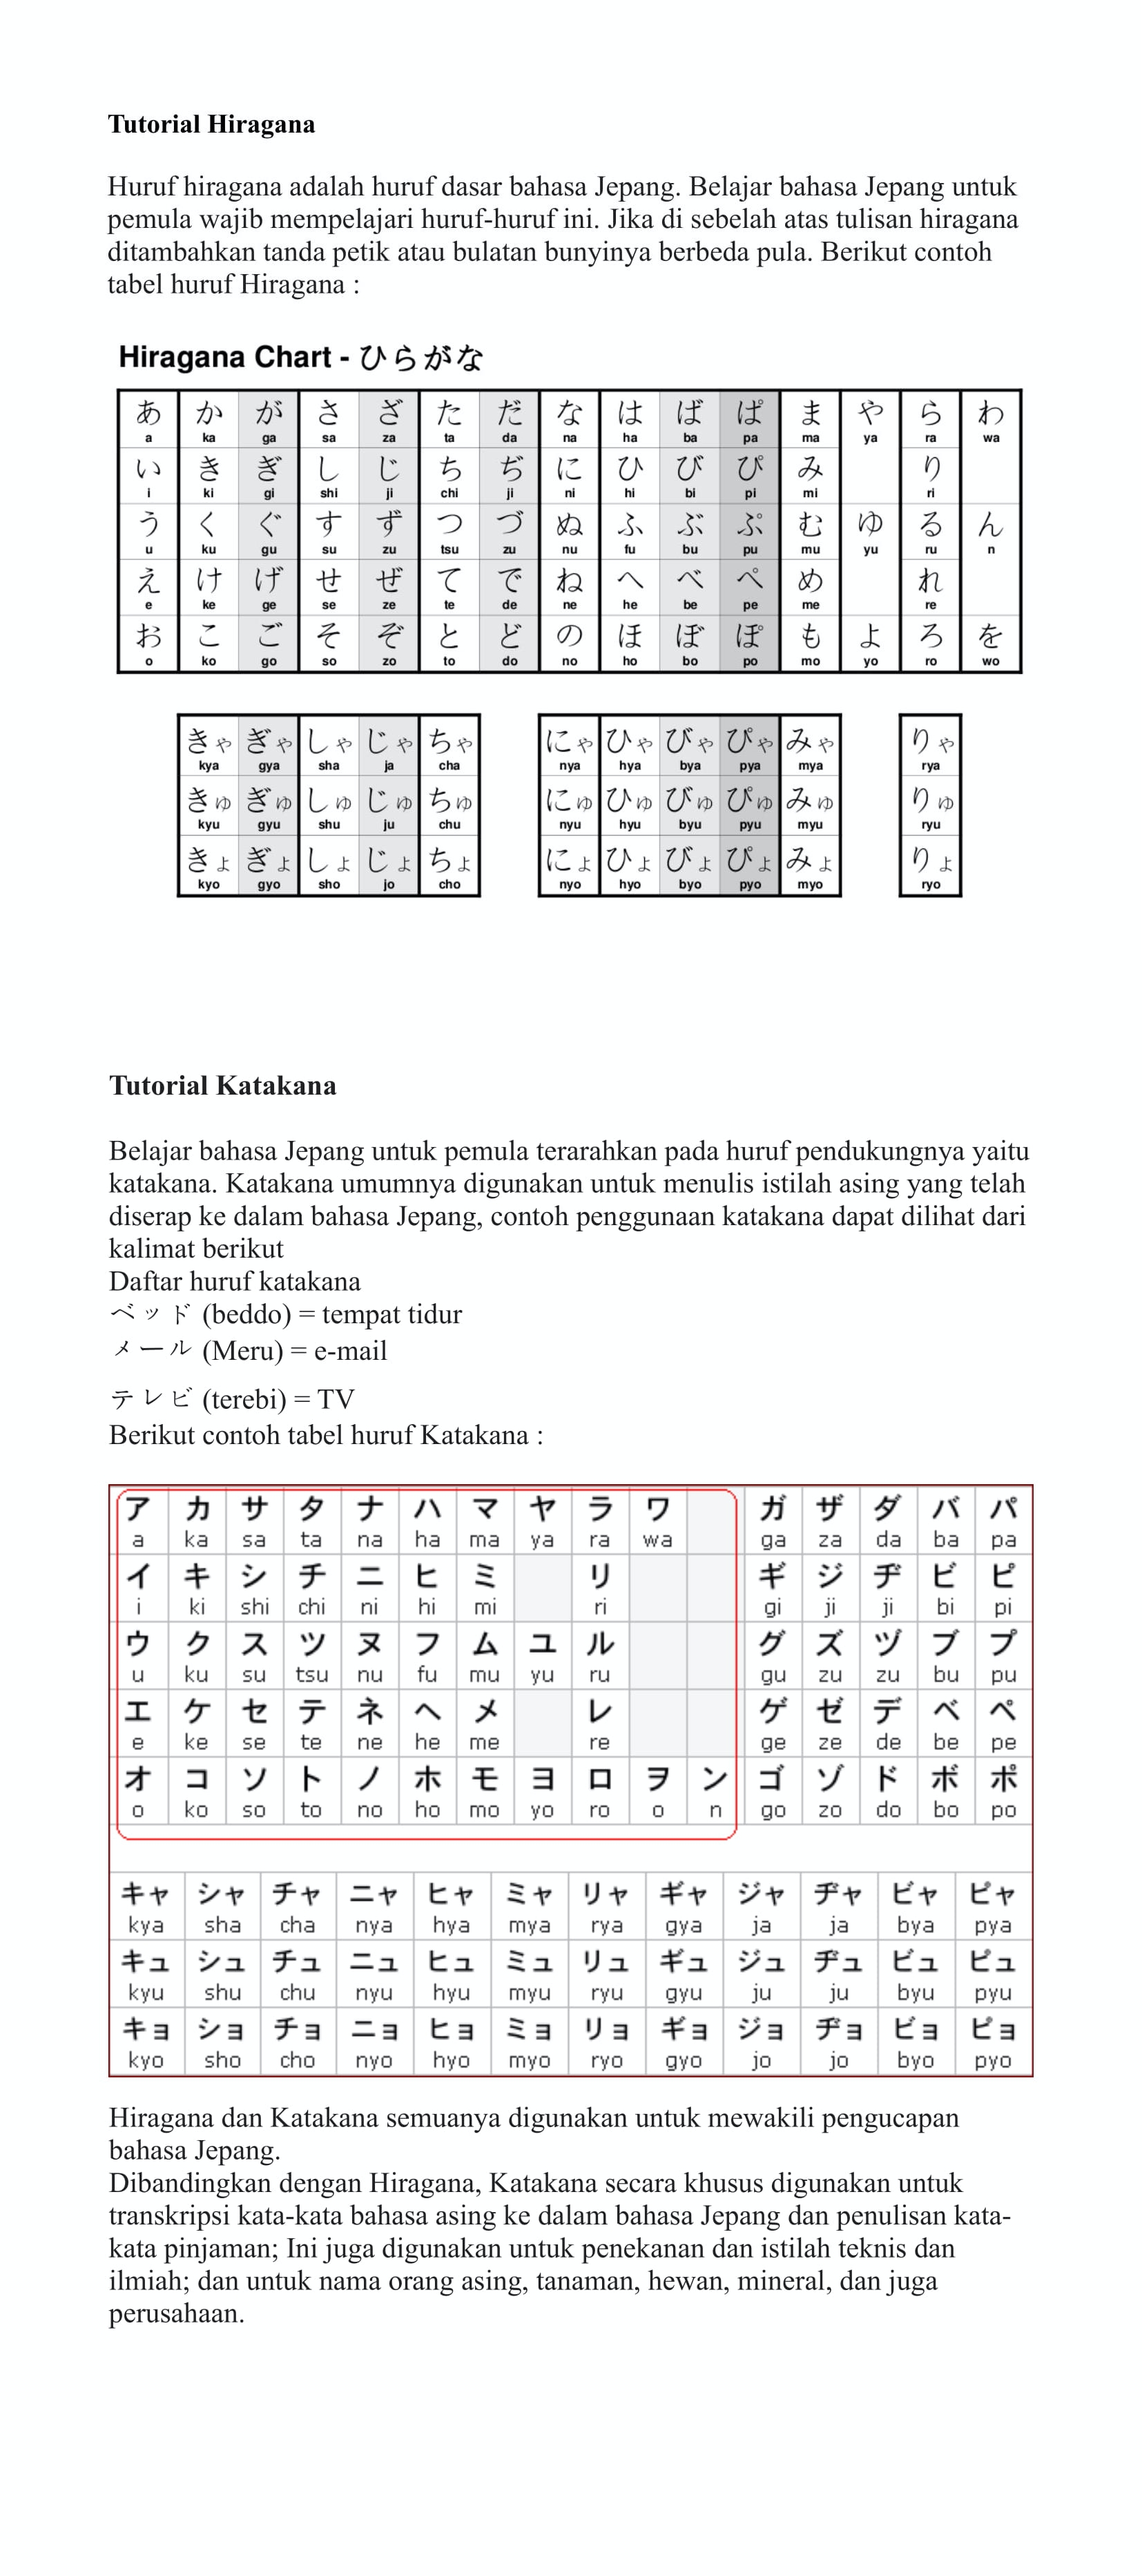 Tutorial Hiragana
Huruf hiragana adalah huruf dasar bahasa Jepang. Belajar bahasa Jepang untuk
pemula wajib mempelajari huruf-huruf ini. Jika di sebelah atas tulisan hiragana
ditambahkan tanda petik atau bulatan bunyinya berbeda pula. Berikut contoh
tabel huruf Hiragana :
Hiragana Chart - ひらがな
あ か が さ ざ た だ な は ば ぱ ま や ら わ
a ka ga sa za ta da na ha ba pa ma ya ra wa
い き ぎ し じ ち ぢ に ひ び ぴ み り
i ki gi shi ji chi ji ni hi bi pi mi ri
う く ぐ す ず つ づ ぬ ふ ぶ ぷ む ゆ る ん
u ku gu su zu tsu zu nu fu bu pu mu yu ru n
え け げ せ ぜ て で ね へ べ ぺ め れ
e ke ge se ze te de ne he be pe me re
お こ ご そ ぞ と ど の ほ ぼ ぽ も よ ろ を
o ko go so zo to do no ho bo po mo yo ro wo
きゃ ぎゃ しゃ じゃ ちゃ にゃ ひゃ びゃ ぴゃ みゃ りゃ
kya gya sha ja cha nya hya bya pya mya rya
きゅ ぎゅ しゅ じゅ ちゅ にゅ ひゅ びゅ ぴゅ みゅ りゅ
kyu gyu shu ju chu nyu hyu byu pyu myu ryu
きょ ぎょ しょ じょ ちょ にょ ひょ びょ ぴょ みょ りょ
kyo gyo sho jo cho nyo hyo byo pyo myo ryo
Tutorial Katakana
Belajar bahasa Jepang untuk pemula terarahkan pada huruf pendukungnya yaitu
katakana. Katakana umumnya digunakan untuk menulis istilah asing yang telah
diserap ke dalam bahasa Jepang, contoh penggunaan katakana dapat dilihat dari
kalimat berikut
Daftar huruf katakana
ベッド (beddo) = tempat tidur
メール (Meru) = e-mail
テレビ (terebi) = TV
Berikut contoh tabel huruf Katakana :
ア カ サ タ ナ ハ マ ヤ ラ ワ ガ ザ ダ バ パ
a ka sa ta na ha ma ya ra wa ga za da ba pa
イ キ シ チ ニ ヒ ミ リ ギ ジ ヂ ビ ピ
i ki shi chi ni hi mi ri gi ji ji bi pi
ウ ク ス ツ ヌ フ ム ユ ル グ ズ ヅ ブ プ
u ku su tsu nu fu mu yu ru gu zu zu bu pu
エ ケ セ テ ネ ヘ メ レ ゲ ゼ デ ベ ペ
e ke se te ne he me re ge ze de be pe
オ コ ソ ト ノ ホ モ ヨ ロ ヲ ン ゴ ゾ ド ボ ポ
o ko so to no ho mo yo ro o n go zo do bo po
キャ シャ チャ ニャ ヒャ ミャ リャ ギャ ジャ ヂャ ビャ ピャ
kya sha cha nya hya mya rya gya ja ja bya pya
キュ シュ チュ ニュ ヒュ ミュ リュ ギュ ジュ ヂュ ビュ ピュ
kyu shu chu nyu hyu myu ryu gyu ju ju byu pyu
キョ ショ チョ ニョ ヒョ ミョ リョ ギョ ジョ ヂョ ビョ ピョ
kyo sho cho nyo hyo myo ryo gyo jo jo byo pyo
Hiragana dan Katakana semuanya digunakan untuk mewakili pengucapan
bahasa Jepang.
Dibandingkan dengan Hiragana, Katakana secara khusus digunakan untuk
transkripsi kata-kata bahasa asing ke dalam bahasa Jepang dan penulisan kata-
kata pinjaman; Ini juga digunakan untuk penekanan dan istilah teknis dan
ilmiah; dan untuk nama orang asing, tanaman, hewan, mineral, dan juga
perusahaan.